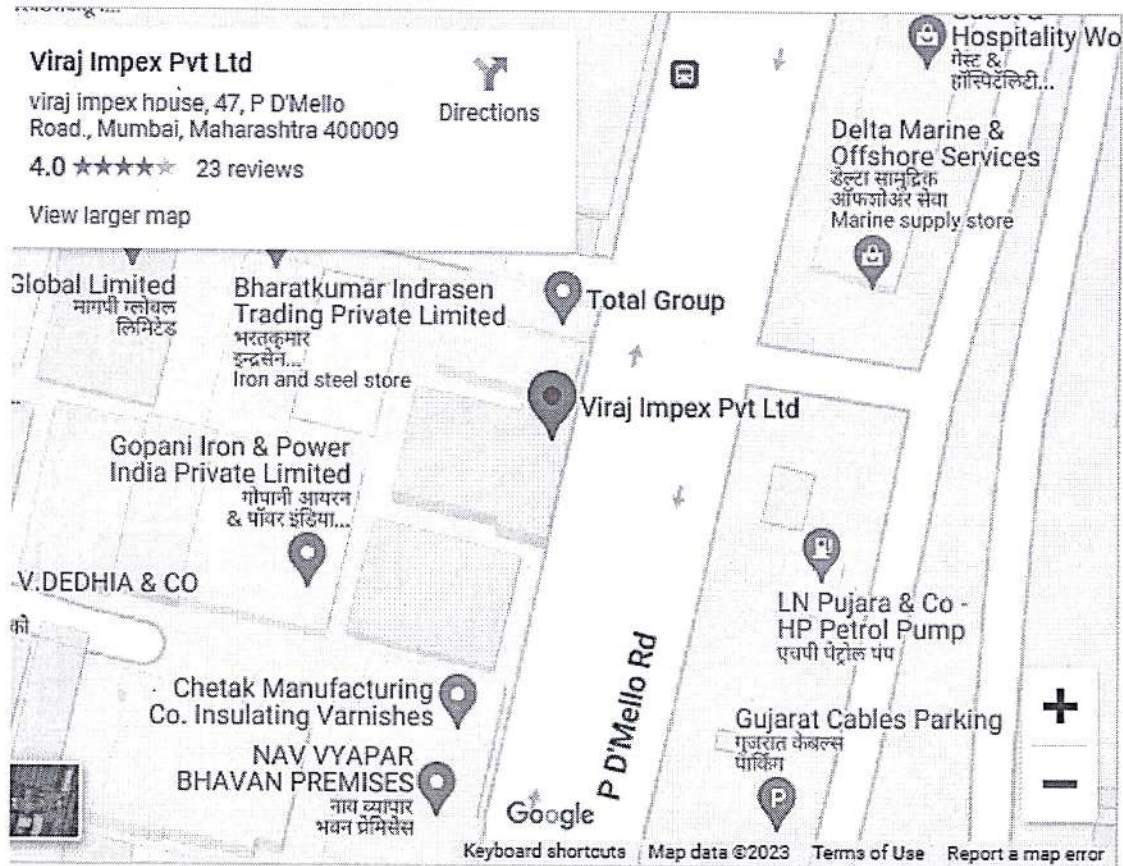 Viraj Impex Pvt Ltd
viraj impex house, 47, P D'Mello
Road., Mumbai, Maharashtra 400009
4.0 23 reviews
View larger map
Directions
Hospitality Wo
गेस्ट &
हॉस्पिटॅलिटी...
Delta Marine &
Offshore Services
डेल्टा सामुद्रिक
ऑफशोअर सेवा
Marine supply store
Global Limited
मागपी ग्लोबल
लिमिटेड
Bharatkumar Indrasen
Trading Private Limited
भरतकुमार
इन्द्रसेन...
Iron and steel store
Total Group
Viraj Impex Pvt Ltd
Gopani Iron & Power
India Private Limited
गोपानी आयरन
& पॉवर इंडिया...
V.DEDHIA & CO
को
LN Pujara & Co -
HP Petrol Pump
एचपी पेट्रोल पंप
P D'Mello Rd
Chetak Manufacturing
Co. Insulating Varnishes
Gujarat Cables Parking
गुजरात केबल्स
पार्किंग
P
NAV VYAPAR
BHAVAN PREMISES
नाव व्यापार
भवन प्रेमिसेस
+
−
Google
Keyboard shortcuts Map data ©2023 Terms of Use Report a map error